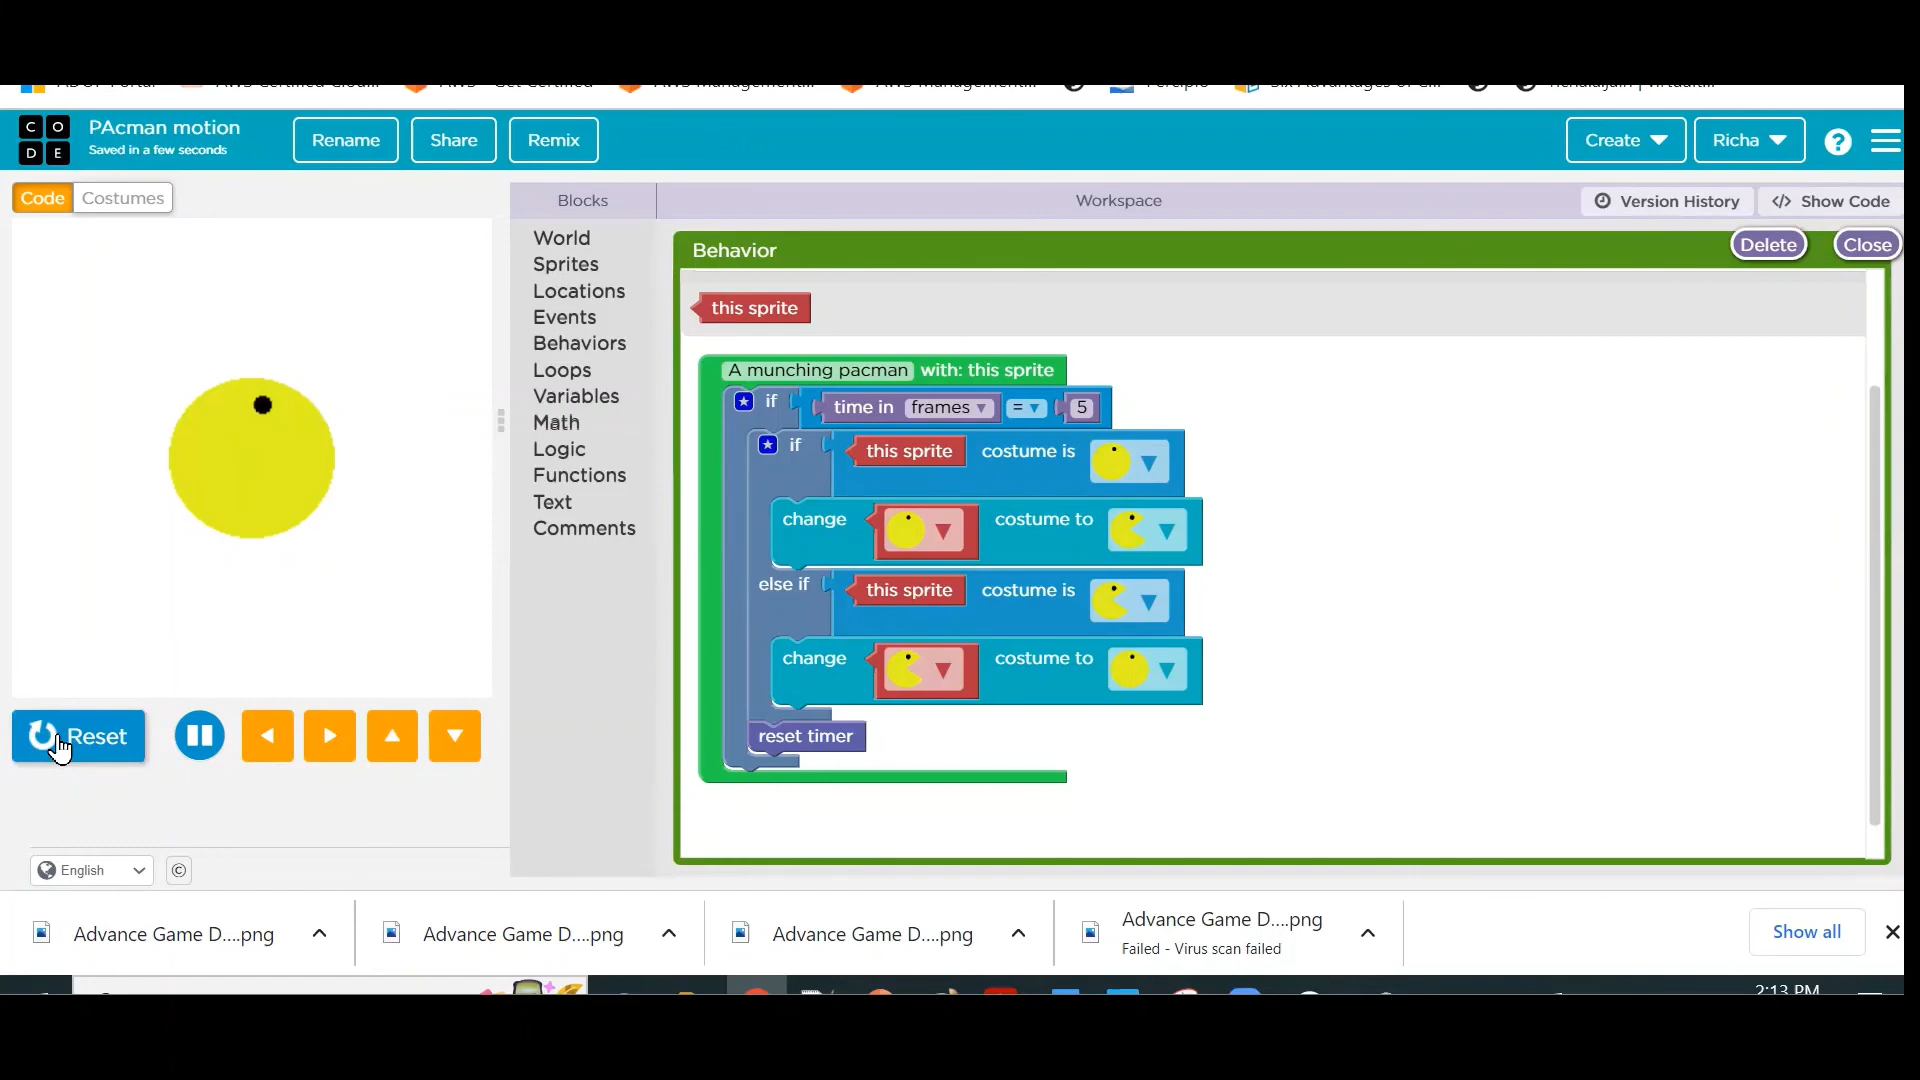 PAcman motion
Saved in a few seconds
C O
D E
Rename
Share
Remix
Create
Richa
?
Code
Costumes
Blocks
Workspace
Version History
</> Show Code
World
Sprites
Locations
Events
Behaviors
Loops
Variables
Math
Logic
Functions
Text
Comments
Behavior
Delete
Close
this sprite
A munching pacman with: this sprite
if time in frames = 5
if this sprite costume is
change costume to
else if this sprite costume is
change costume to
reset timer
Reset
English
©
Advance Game D....png
Advance Game D....png
Advance Game D....png
Advance Game D....png
Failed - Virus scan failed
Show all
2:13 PM